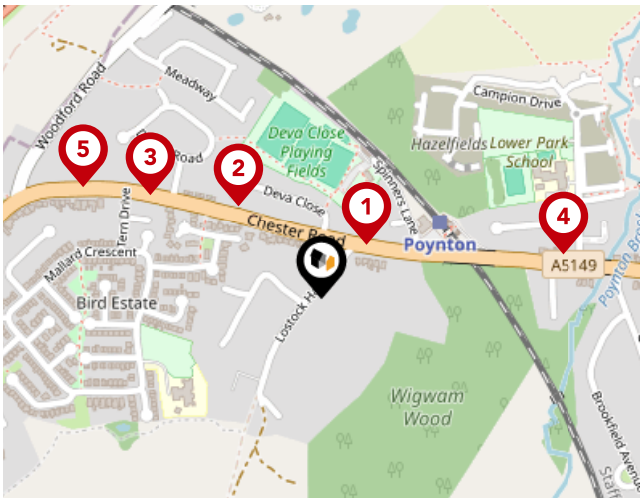 Woodford Road
Meadway
Campion Drive
Hazelfields
Lower Park
School
Deva Close
Playing
Fields
Spinners Lane
5
3
Road
2
Deva Close
1
4
Chester Road
Poynton
A5149
Tern Drive
Mallard Crescent
Bird Estate
Lostock H
Poynton Bro
Wigwam
Wood
Brookfield Avenue
Staf